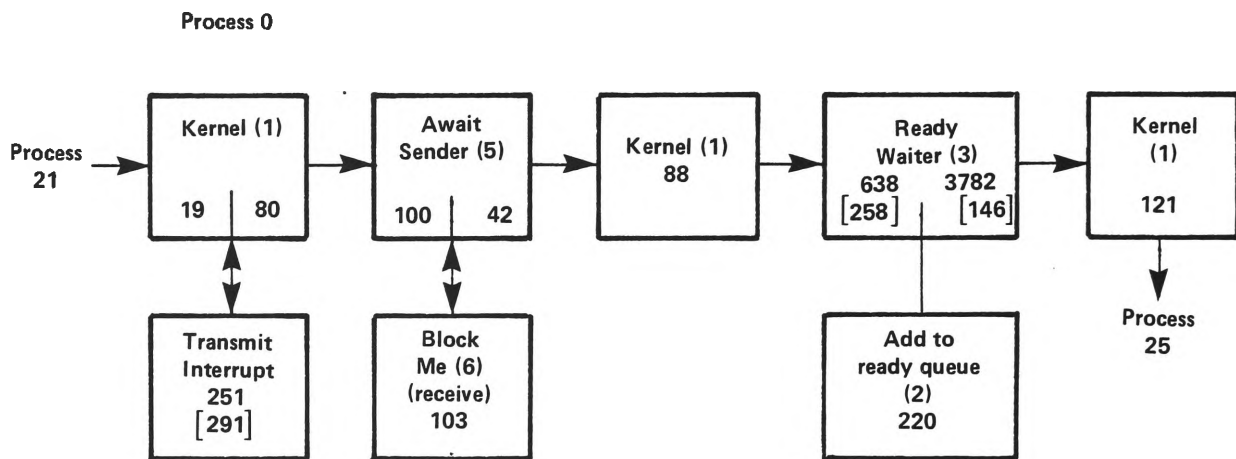 Process 0
Process
21
Kernel (1)
19 80
Transmit
Interrupt
251
[291]
Await
Sender (5)
100 42
Block
Me (6)
(receive)
103
Kernel (1)
88
Ready
Waiter (3)
638 3782
[258] [146]
Add to
ready queue
(2)
220
Kernel
(1)
121
Process
25